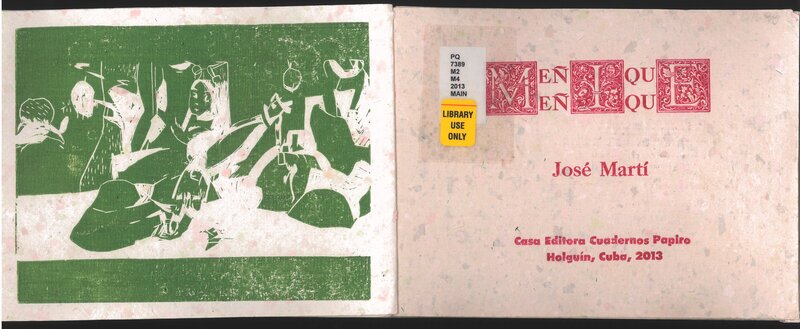 PQ
7389
M2
M4
2013
MAIN
LIBRARY
USE
ONLY
MEÑIQUE
MEÑIQUE
José Martí
Casa Editora Cuadernos Papiro
Holguín, Cuba, 2013